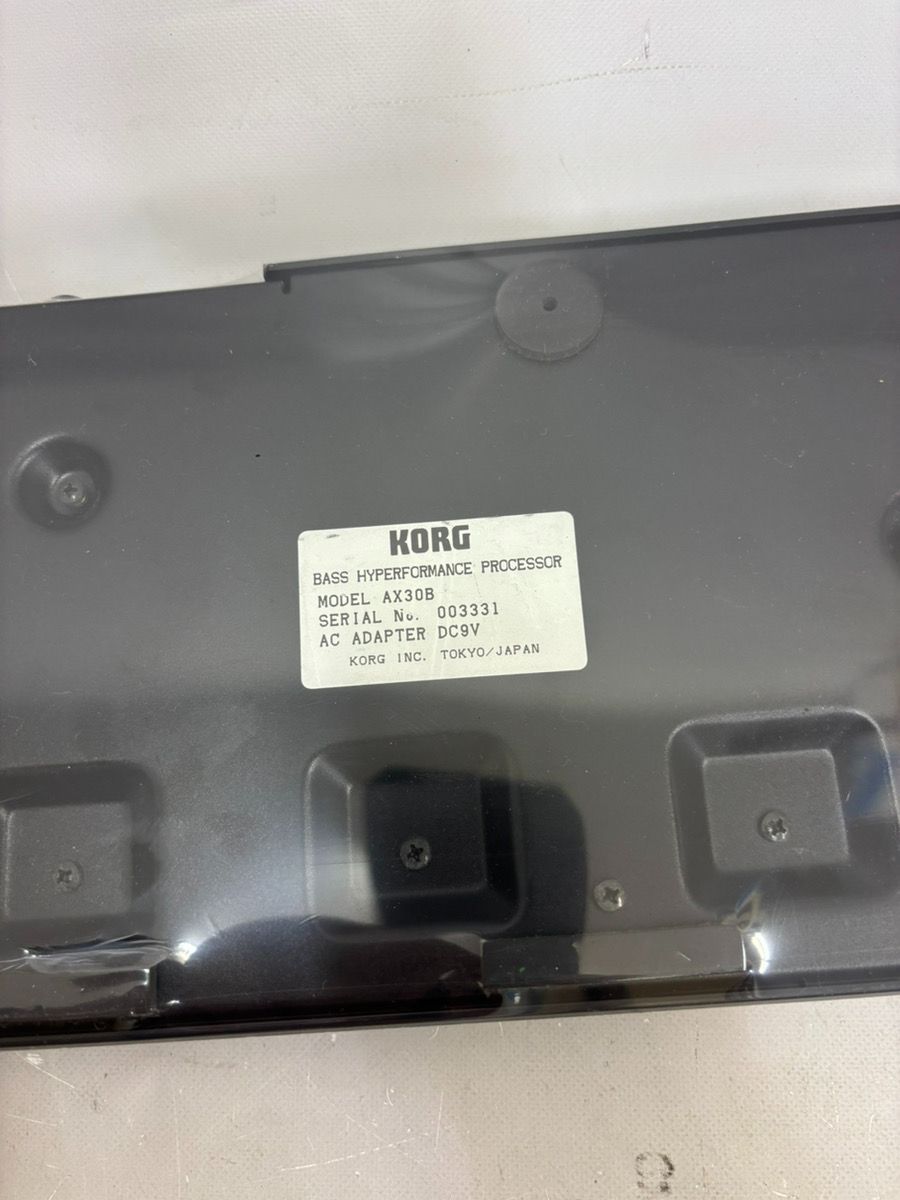 KORG
BASS HYPERFORMANCE PROCESSOR
MODEL AX30B
SERIAL No. 003331
AC ADAPTER DC9V
KORG INC. TOKYO/JAPAN